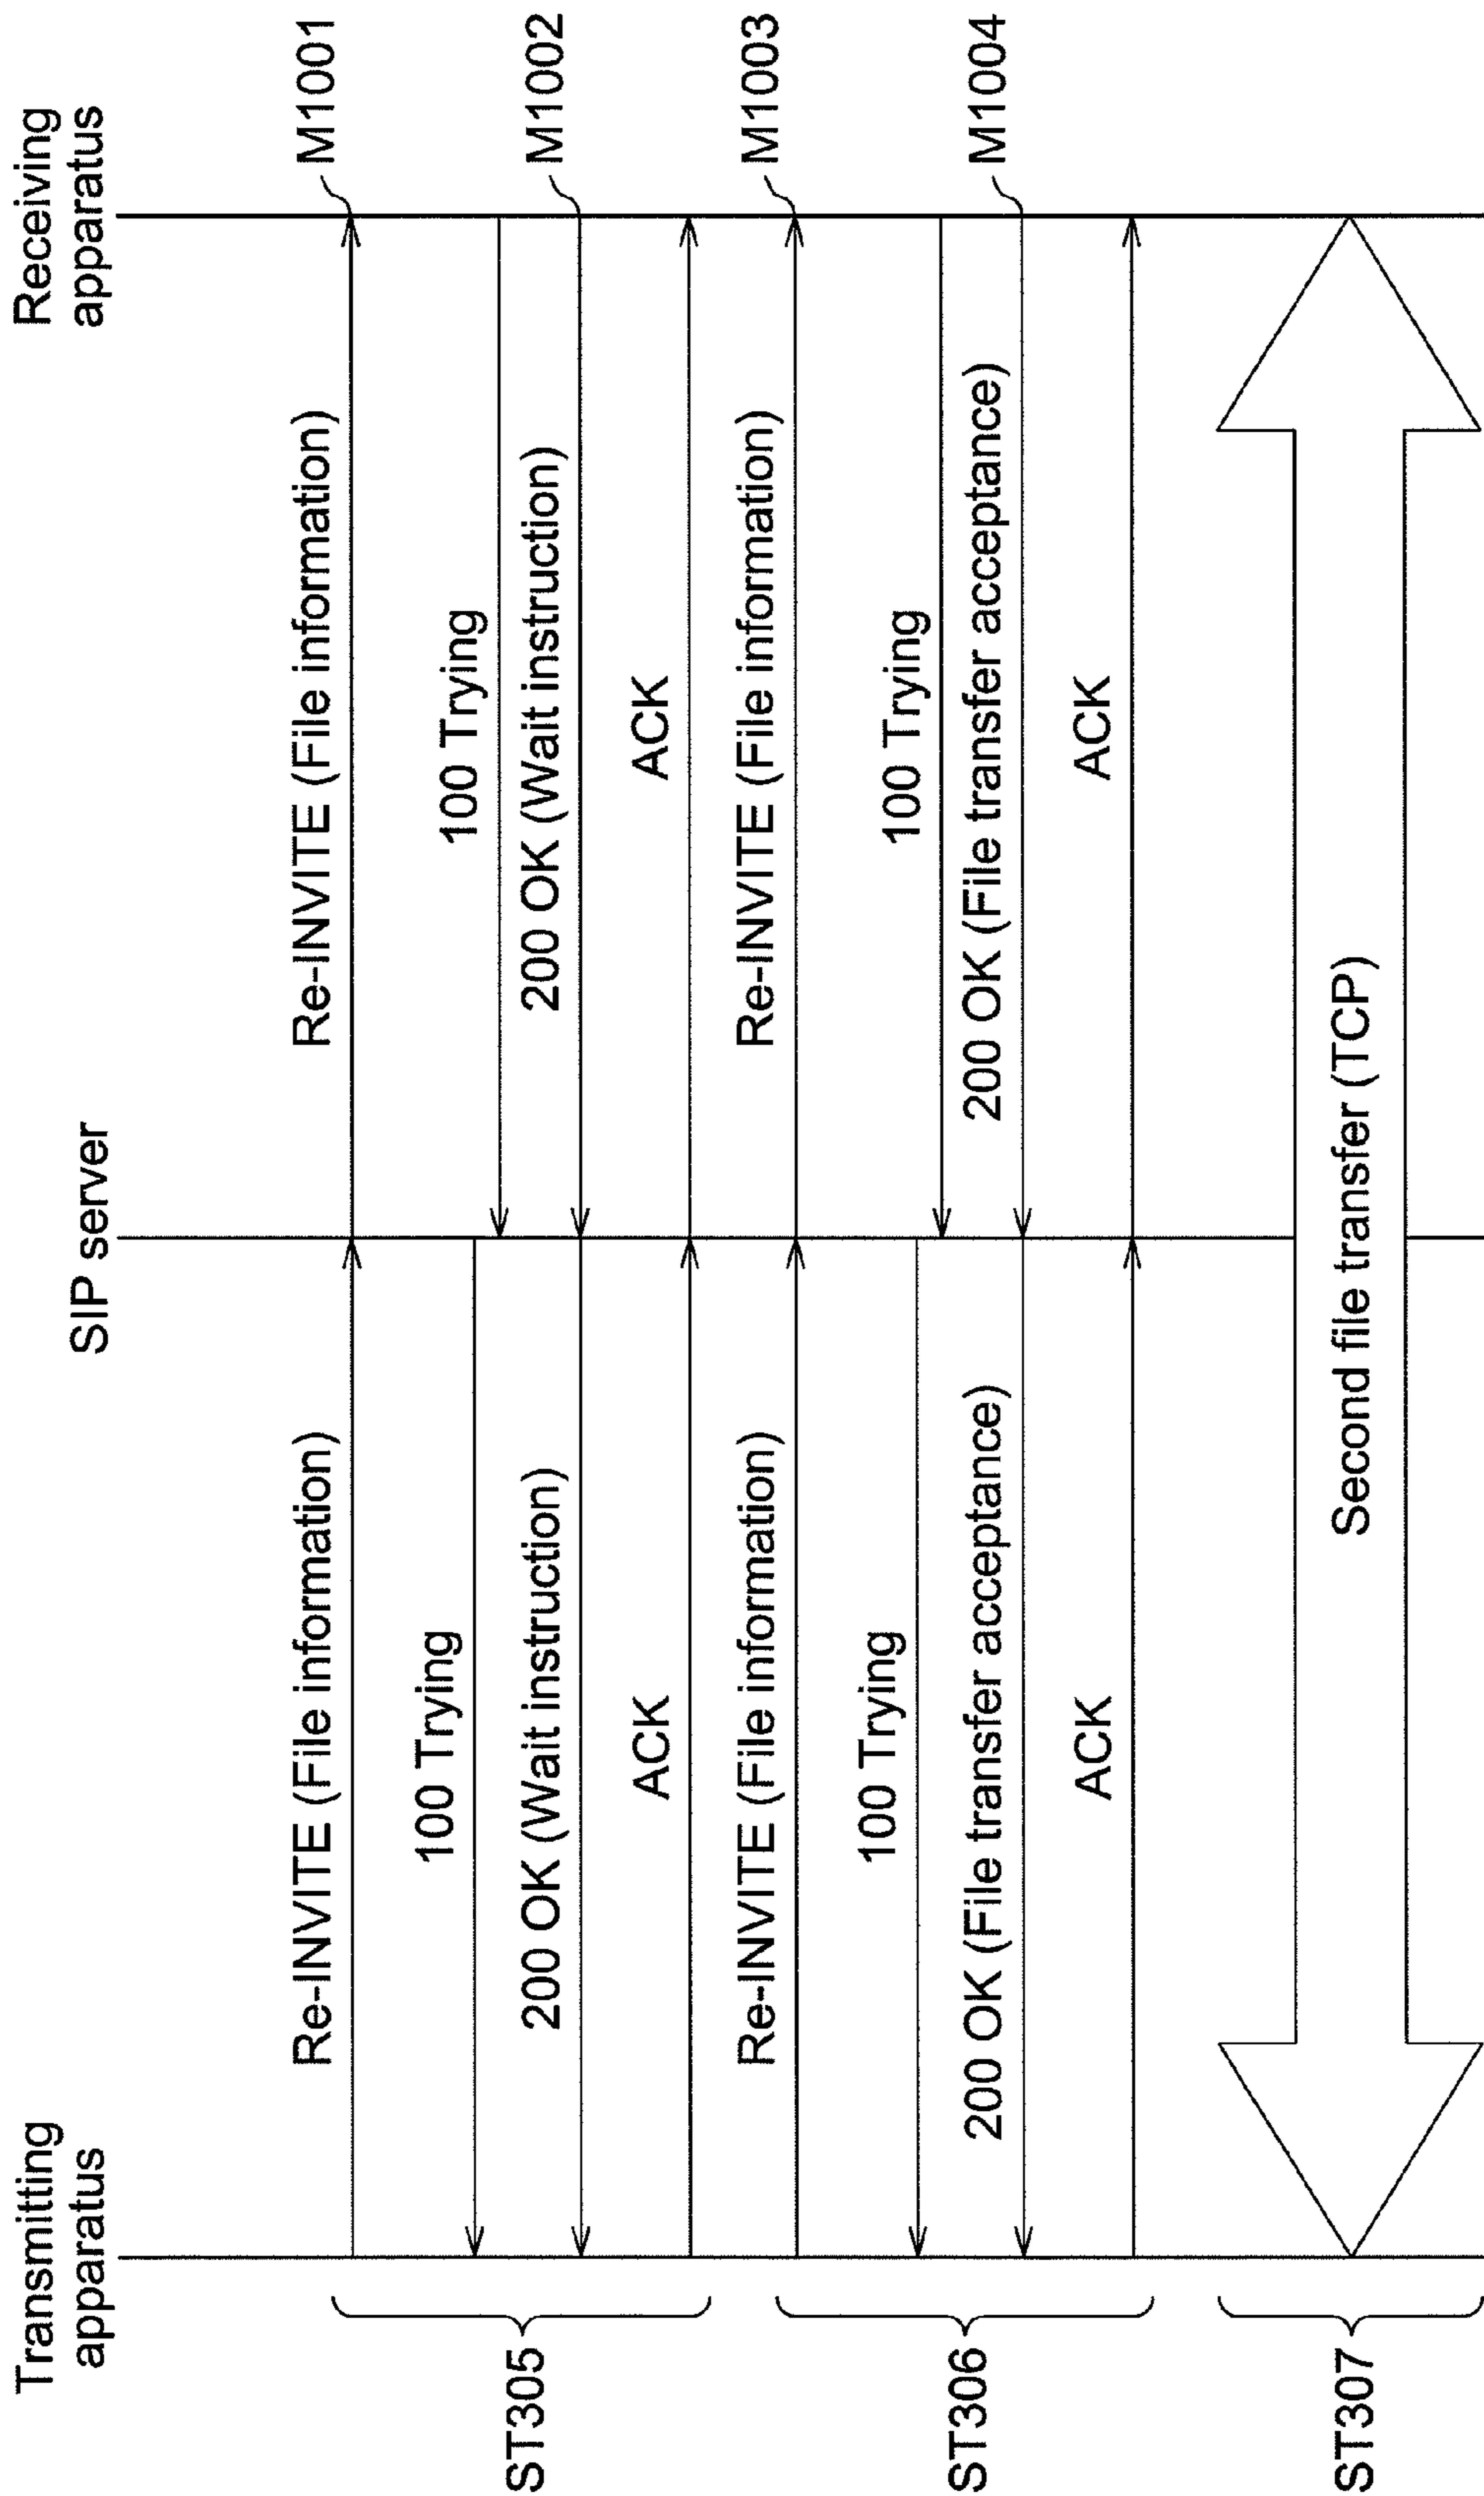 Transmitting
apparatus
SIP server
Receiving
apparatus
Re-INVITE (File information)
Re-INVITE (File information)
M1001
100 Trying
100 Trying
ST305
200 OK (Wait instruction)
200 OK (Wait instruction)
M1002
ACK
ACK
Re-INVITE (File information)
Re-INVITE (File information)
M1003
100 Trying
100 Trying
ST306
200 OK (File transfer acceptance)
200 OK (File transfer acceptance)
M1004
ACK
ACK
ST307
Second file transfer (TCP)